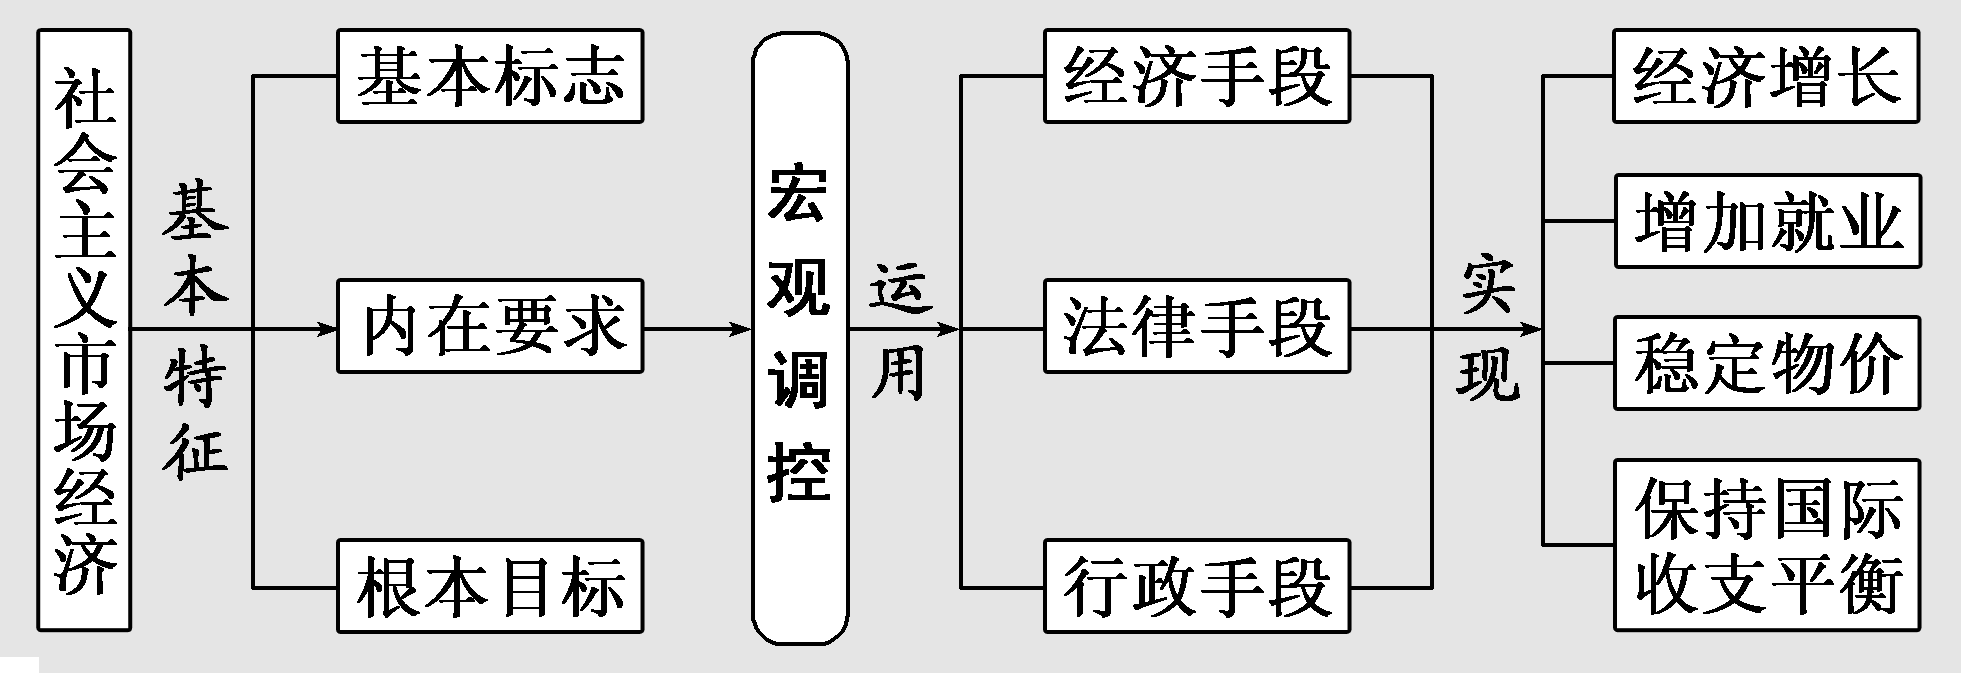 社会主义市场经济
基本特征
基本标志
内在要求
根本目标
宏观调控
运用
经济手段
法律手段
行政手段
实现
经济增长
增加就业
稳定物价
保持国际
收支平衡